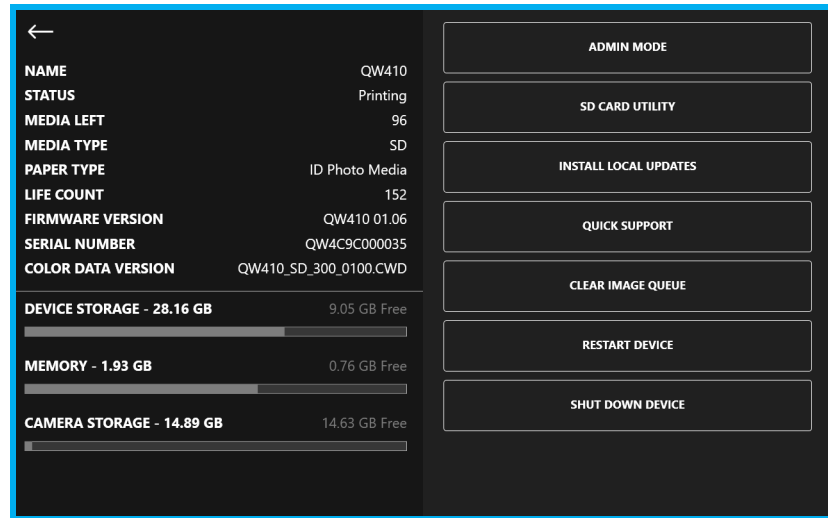 NAME QW410
STATUS Printing
MEDIA LEFT 96
MEDIA TYPE SD
PAPER TYPE ID Photo Media
LIFE COUNT 152
FIRMWARE VERSION QW410 01.06
SERIAL NUMBER QW4C9C000035
COLOR DATA VERSION QW410_SD_300_0100.CWD
DEVICE STORAGE - 28.16 GB 9.05 GB Free
MEMORY - 1.93 GB 0.76 GB Free
CAMERA STORAGE - 14.89 GB 14.63 GB Free
ADMIN MODE
SD CARD UTILITY
INSTALL LOCAL UPDATES
QUICK SUPPORT
CLEAR IMAGE QUEUE
RESTART DEVICE
SHUT DOWN DEVICE